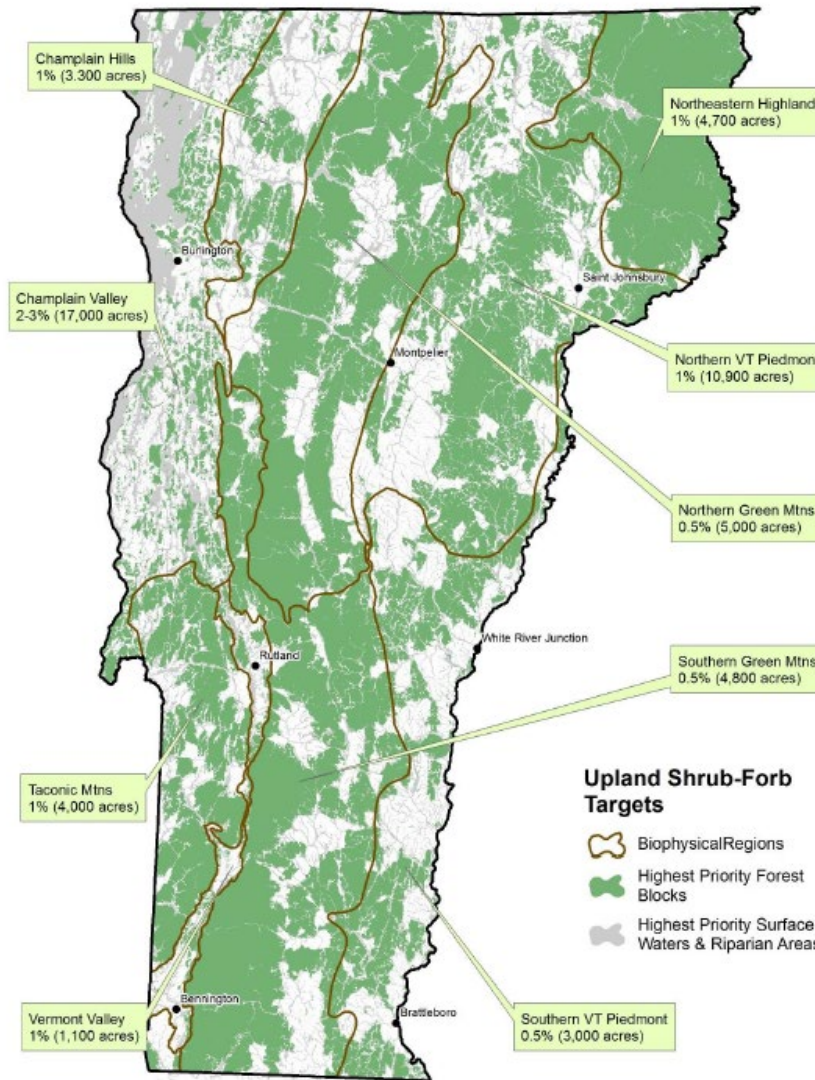 Champlain Hills
1% (3.300 acres)
Northeastern Highland
1% (4,700 acres)
Burlington
Saint Johnsbury
Champlain Valley
2-3% (17,000 acres)
Montpelier
Northern VT Piedmon
1% (10,900 acres)
Northern Green Mtns
0.5% (5,000 acres)
White River Junction
Rutland
Southern Green Mtns
0.5% (4,800 acres)
Taconic Mtns
1% (4,000 acres)
Upland Shrub-Forb
Targets
BiophysicalRegions
Highest Priority Forest
Blocks
Highest Priority Surface
Waters & Riparian Areas
Bennington
Brattleboro
Vermont Valley
1% (1,100 acres)
Southern VT Piedmont
0.5% (3,000 acres)